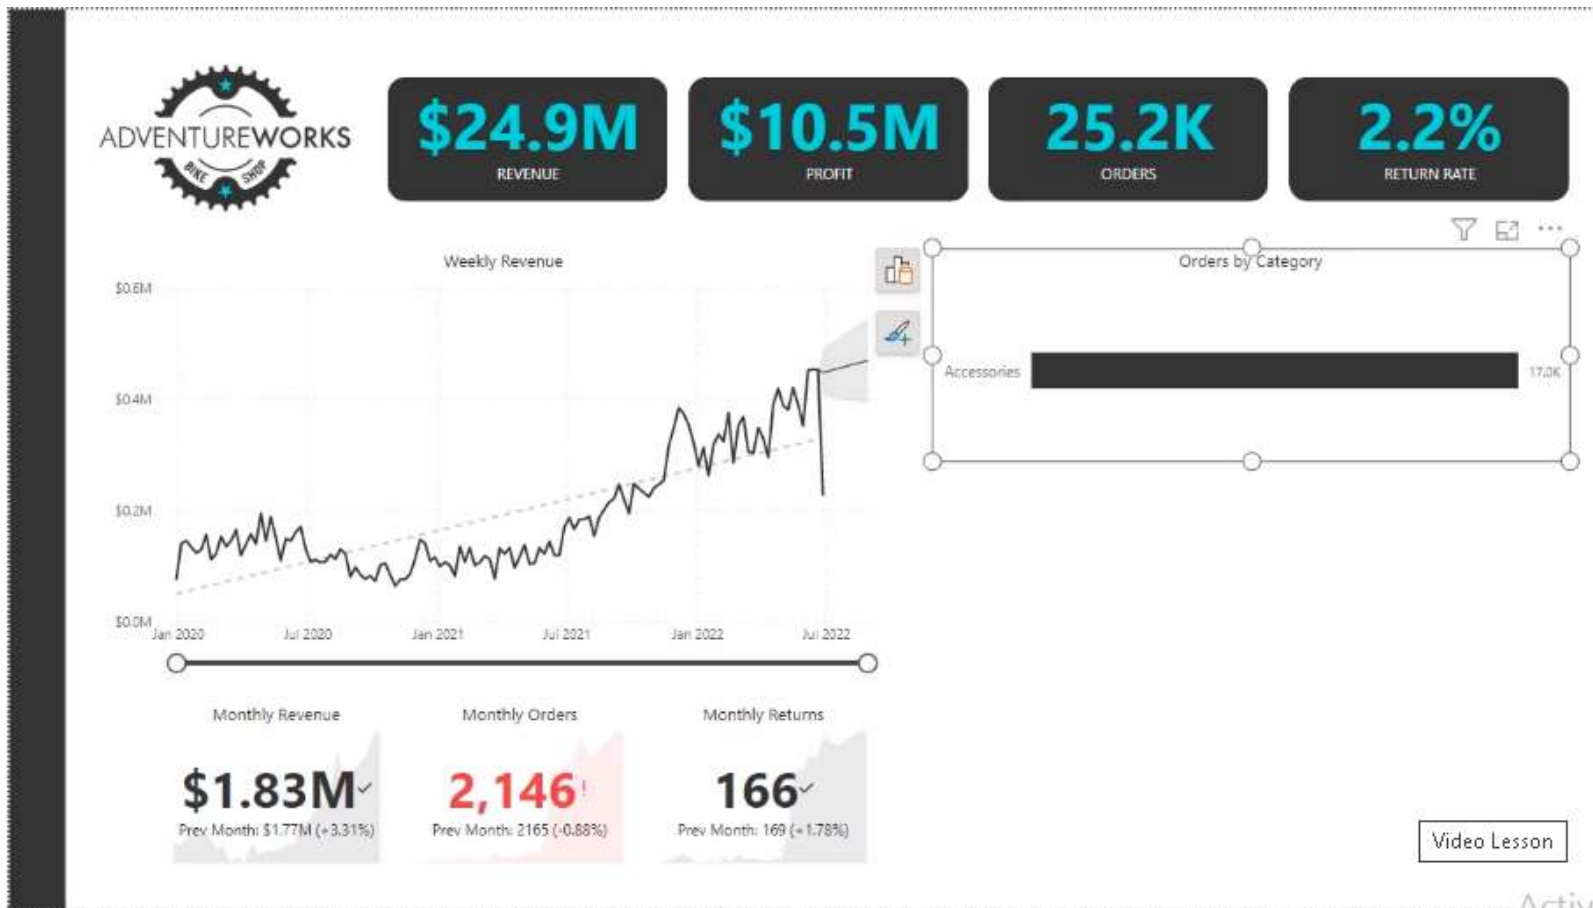 ADVENTUREWORKS
BIKE SHOP
$24.9M
REVENUE
$10.5M
PROFIT
25.2K
ORDERS
2.2%
RETURN RATE
Weekly Revenue
$0.6M
$0.4M
$0.2M
$0.0M
Jan 2020 Jul 2020 Jan 2021 Jul 2021 Jan 2022 Jul 2022
Orders by Category
Accessories 17.0K
Monthly Revenue
$1.83M
Prev Month: $1.77M (+3.31%)
Monthly Orders
2,146!
Prev Month: 2165 (-0.88%)
Monthly Returns
166
Prev Month: 169 (+1.78%)
Video Lesson